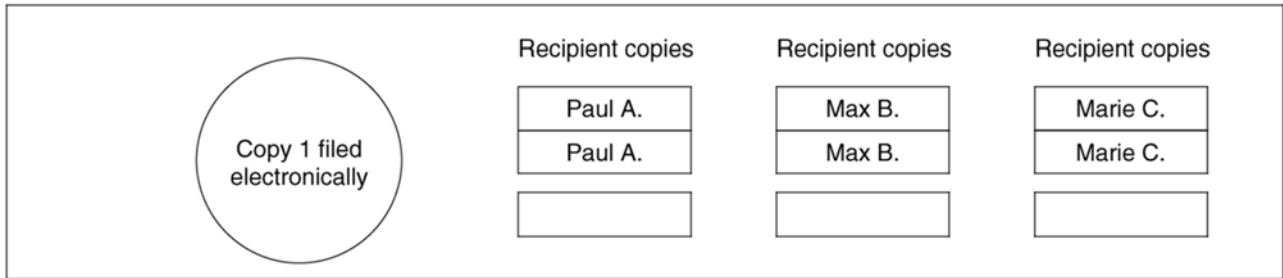 Recipient copies
Recipient copies
Recipient copies
Copy 1 filed
electronically
Paul A.
Max B.
Marie C.
Paul A.
Max B.
Marie C.